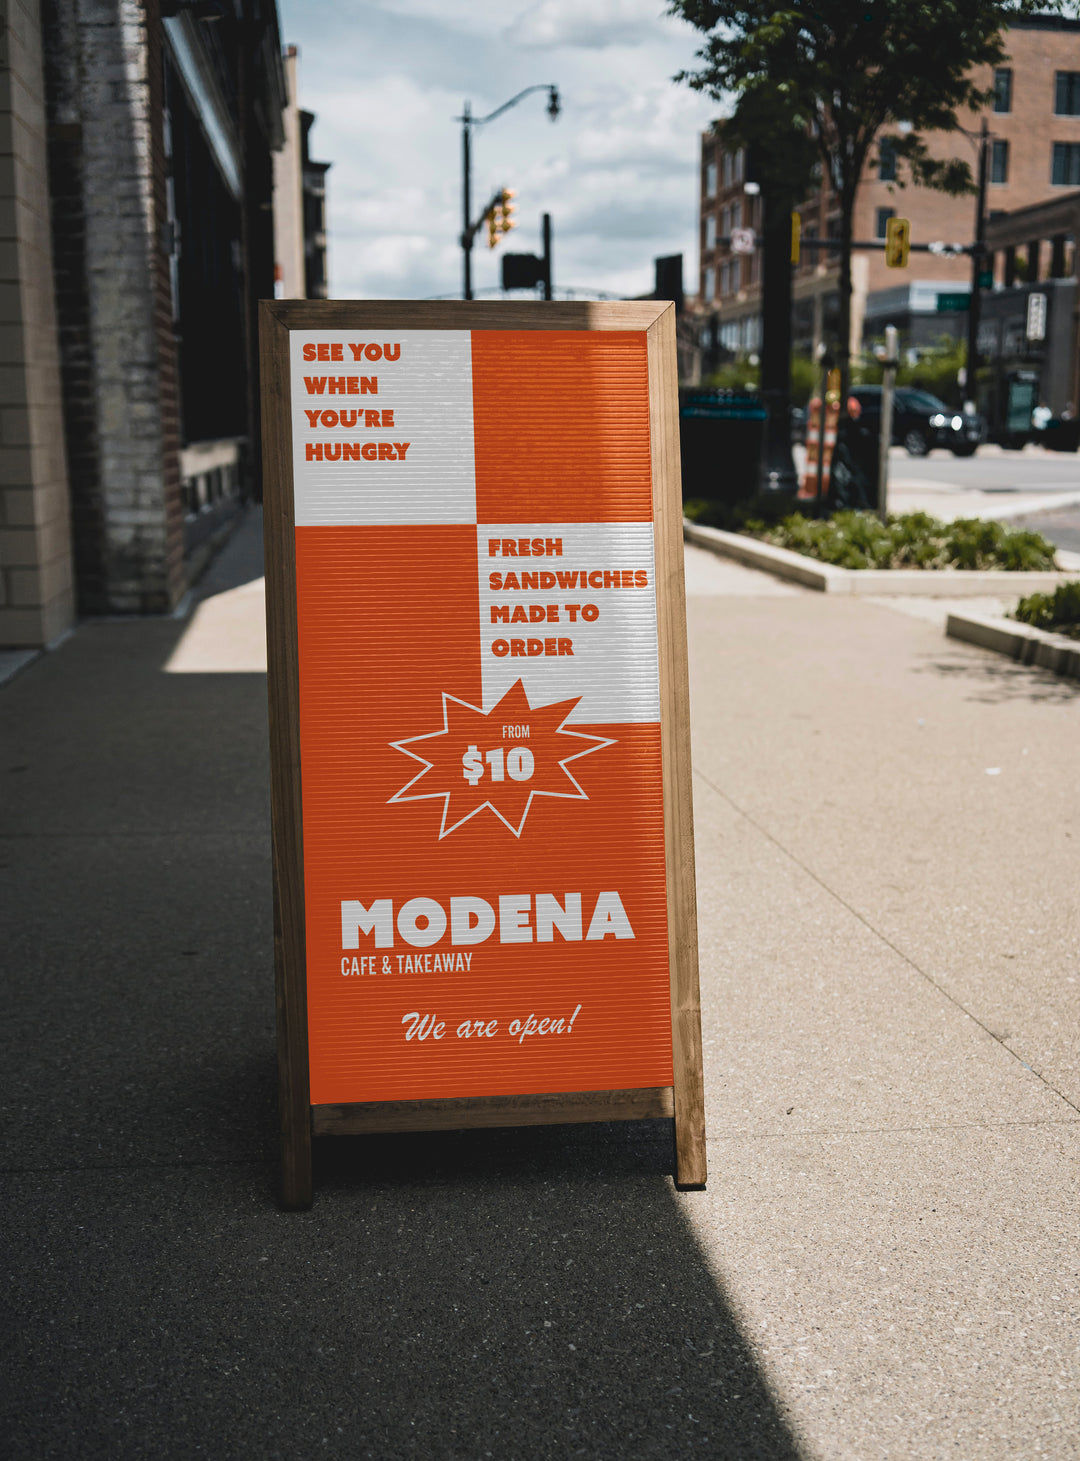 SEE YOU
WHEN
YOU'RE
HUNGRY
FRESH
SANDWICHES
MADE TO
ORDER
FROM
$10
MODENA
CAFE & TAKEAWAY
We are open!